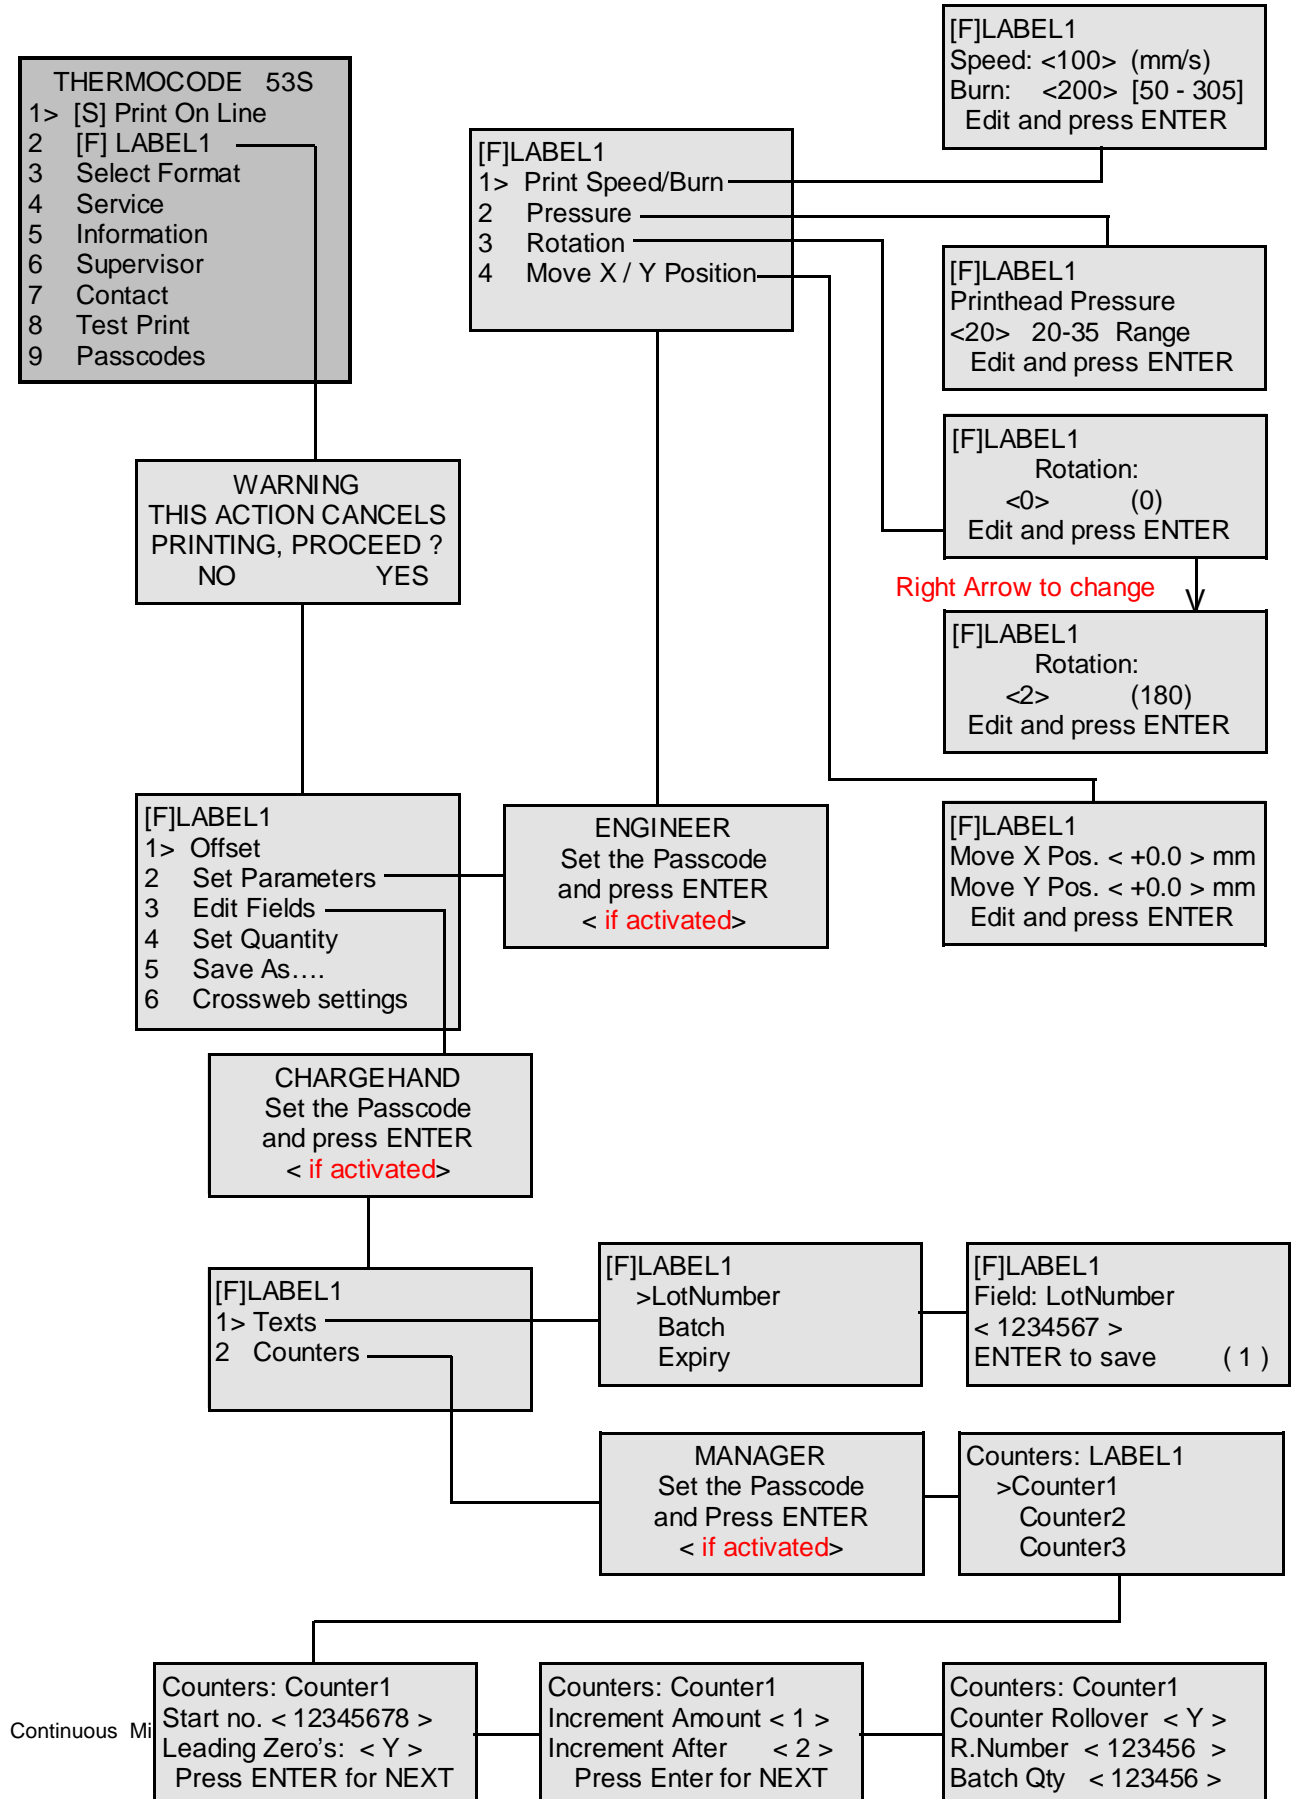 THERMOCODE 53S
1> [S] Print On Line
2 [F] LABEL1
3 Select Format
4 Service
5 Information
6 Supervisor
7 Contact
8 Test Print
9 Passcodes
WARNING
THIS ACTION CANCELS
PRINTING, PROCEED ?
NO YES
[F]LABEL1
1> Offset
2 Set Parameters
3 Edit Fields
4 Set Quantity
5 Save As....
6 Crossweb settings
ENGINEER
Set the Passcode
and press ENTER
< if activated>
[F]LABEL1
1> Print Speed/Burn
2 Pressure
3 Rotation
4 Move X / Y Position
[F]LABEL1
Speed: <100> (mm/s)
Burn: <200> [50 - 305]
Edit and press ENTER
[F]LABEL1
Printhead Pressure
<20> 20-35 Range
Edit and press ENTER
[F]LABEL1
Rotation:
<0> (0)
Edit and press ENTER
Right Arrow to change
[F]LABEL1
Rotation:
<2> (180)
Edit and press ENTER
[F]LABEL1
Move X Pos. < +0.0 > mm
Move Y Pos. < +0.0 > mm
Edit and press ENTER
CHARGEHAND
Set the Passcode
and press ENTER
< if activated>
[F]LABEL1
1> Texts
2 Counters
[F]LABEL1
>LotNumber
Batch
Expiry
[F]LABEL1
Field: LotNumber
< 1234567 >
ENTER to save ( 1 )
MANAGER
Set the Passcode
and Press ENTER
< if activated>
Counters: LABEL1
>Counter1
Counter2
Counter3
Continuous Mi
Counters: Counter1
Start no. < 12345678 >
Leading Zero's: < Y >
Press ENTER for NEXT
Counters: Counter1
Increment Amount < 1 >
Increment After < 2 >
Press Enter for NEXT
Counters: Counter1
Counter Rollover < Y >
R.Number < 123456 >
Batch Qty < 123456 >